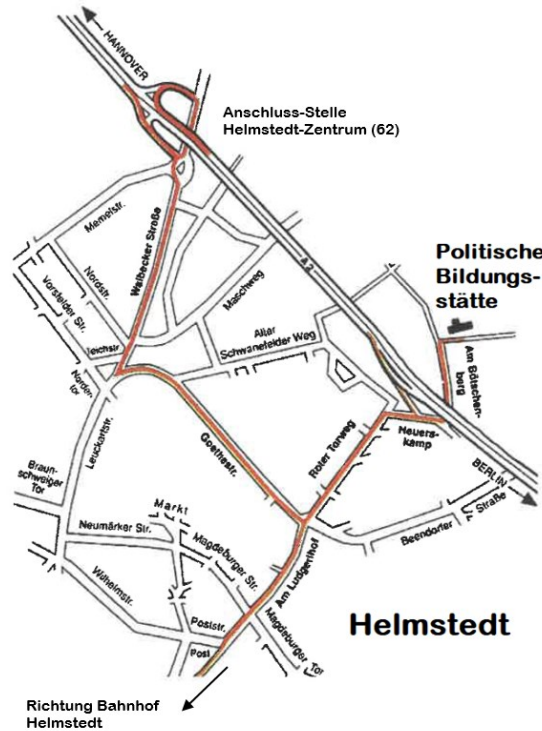 HANNOVER
Anschluss-Stelle
Helmstedt-Zentrum (62)
Memelstr.
Walbecker Straße
A2
Politische
Bildungs-
stätte
Vorsfelder Str.
Nordstr.
Maschweg
Alter
Schwanefelder Weg
Teichstr.
Am Bötschen-
berg
Norder-
tor
Leuckartstr.
Goethestr.
Roter Torweg
Heuers-
kamp
BERLIN
Braun-
schweiger
Tor
Markt
Neumärker Str.
Magdeburger Str.
Beendorfer
Straße
Wilhelmstr.
Am Ludgerihof
Poststr.
Post
Magdeburger Tor
Helmstedt
Richtung Bahnhof
Helmstedt